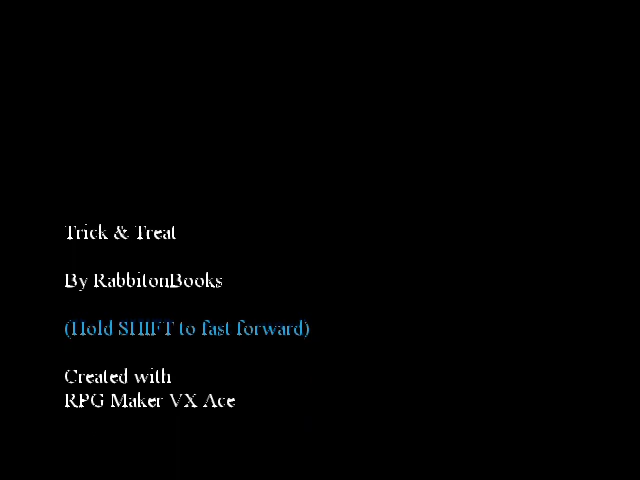 Trick & Treat
By RabbitonBooks
(Hold SHIFT to fast forward)
Created with
RPG Maker VX Ace